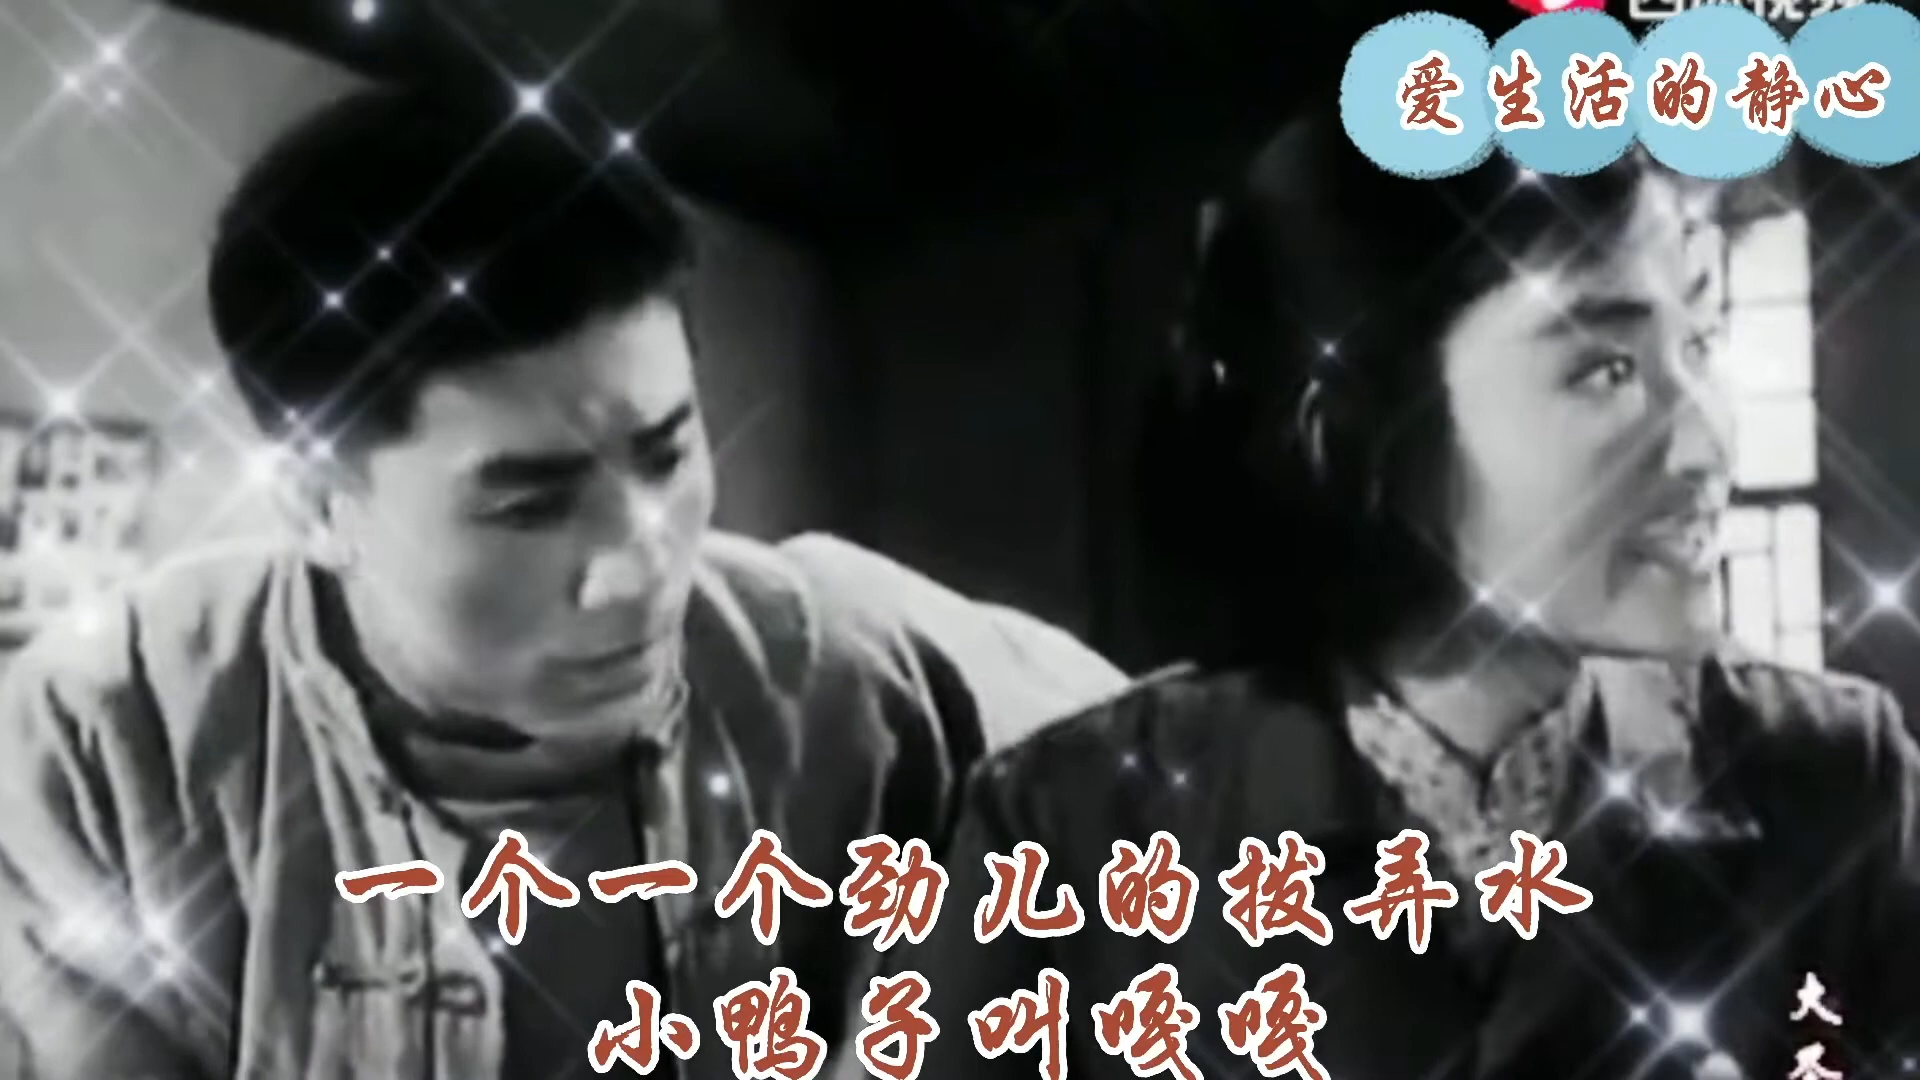 爱生活的静心
一个一个劲儿的拨弄水
小鸭子叫嘎嘎
大